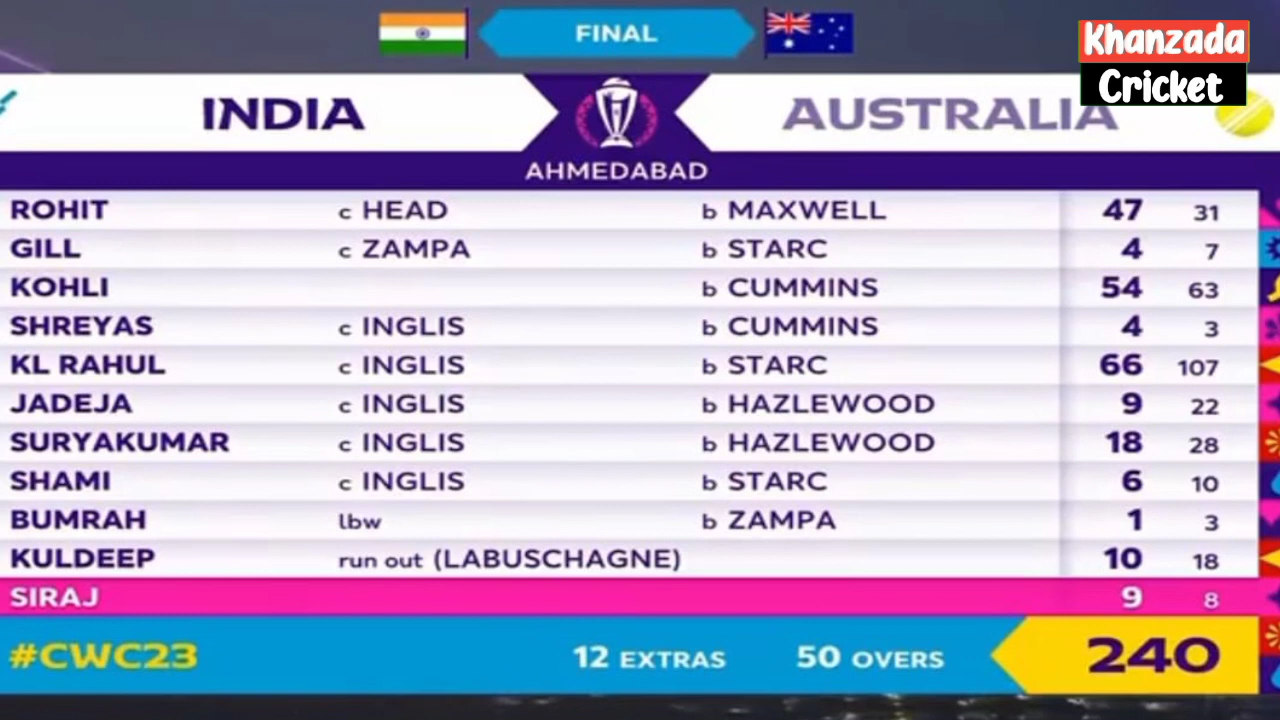 FINAL
Khanzada
Cricket
INDIA AUSTRALIA
AHMEDABAD
ROHIT c HEAD b MAXWELL 47 31
GILL c ZAMPA b STARC 4 7
KOHLI b CUMMINS 54 63
SHREYAS c INGLIS b CUMMINS 4 3
KL RAHUL c INGLIS b STARC 66 107
JADEJA c INGLIS b HAZLEWOOD 9 22
SURYAKUMAR c INGLIS b HAZLEWOOD 18 28
SHAMI c INGLIS b STARC 6 10
BUMRAH lbw b ZAMPA 1 3
KULDEEP run out (LABUSCHAGNE) 10 18
SIRAJ 9 8
#CWC23 12 EXTRAS 50 OVERS 240